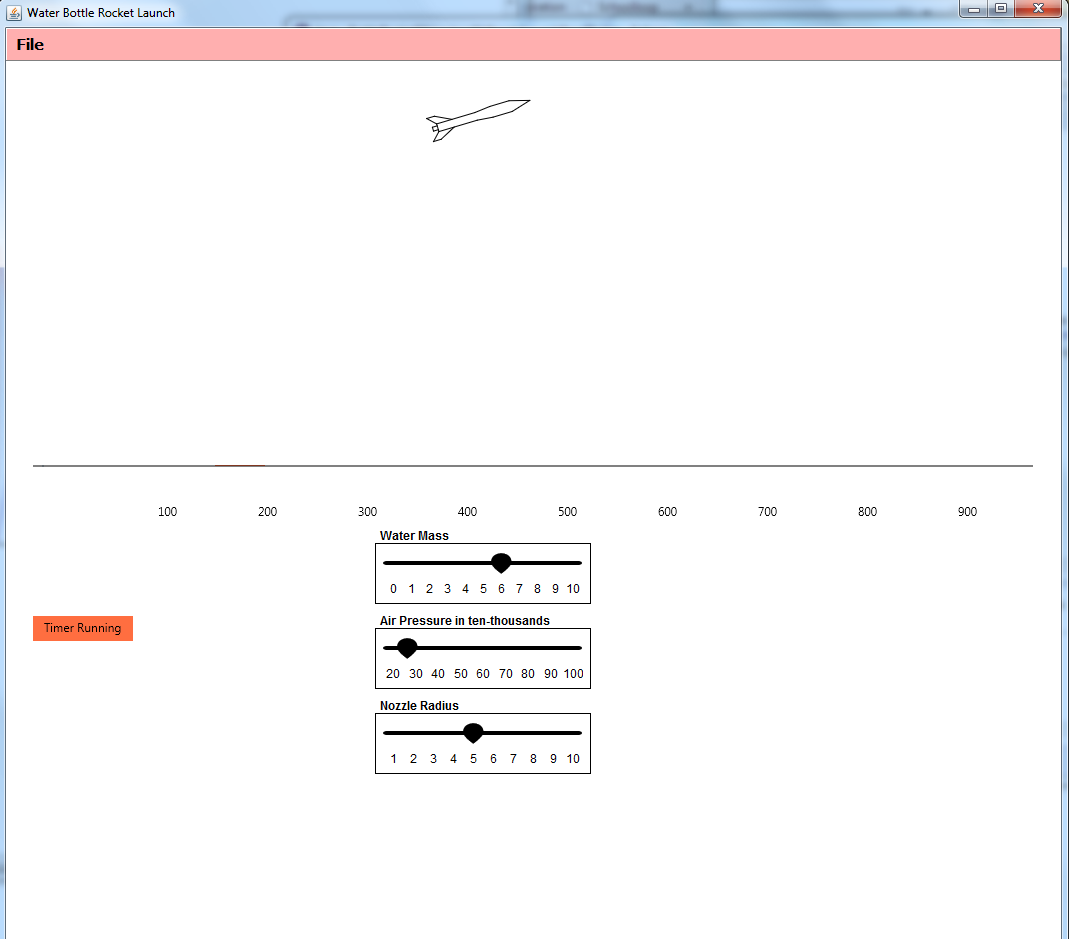 Water Bottle Rocket Launch
File
100 200 300 400 500 600 700 800 900
Water Mass
0 1 2 3 4 5 6 7 8 9 10
Timer Running
Air Pressure in ten-thousands
20 30 40 50 60 70 80 90 100
Nozzle Radius
1 2 3 4 5 6 7 8 9 10